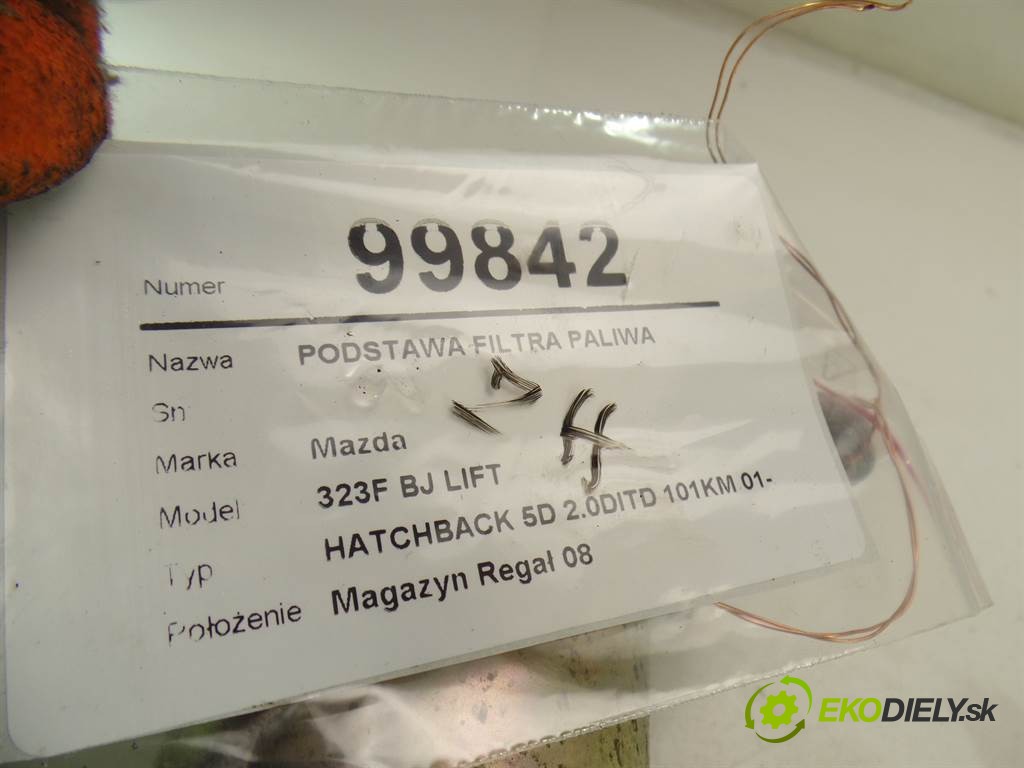 Numer 99842
Nazwa PODSTAWA FILTRA PALIWA
Sn
Marka Mazda
Model 323F BJ LIFT
Typ HATCHBACK 5D 2.0DITD 101KM 01-
Położenie Magazyn Regał 08
EKODIELY.sk